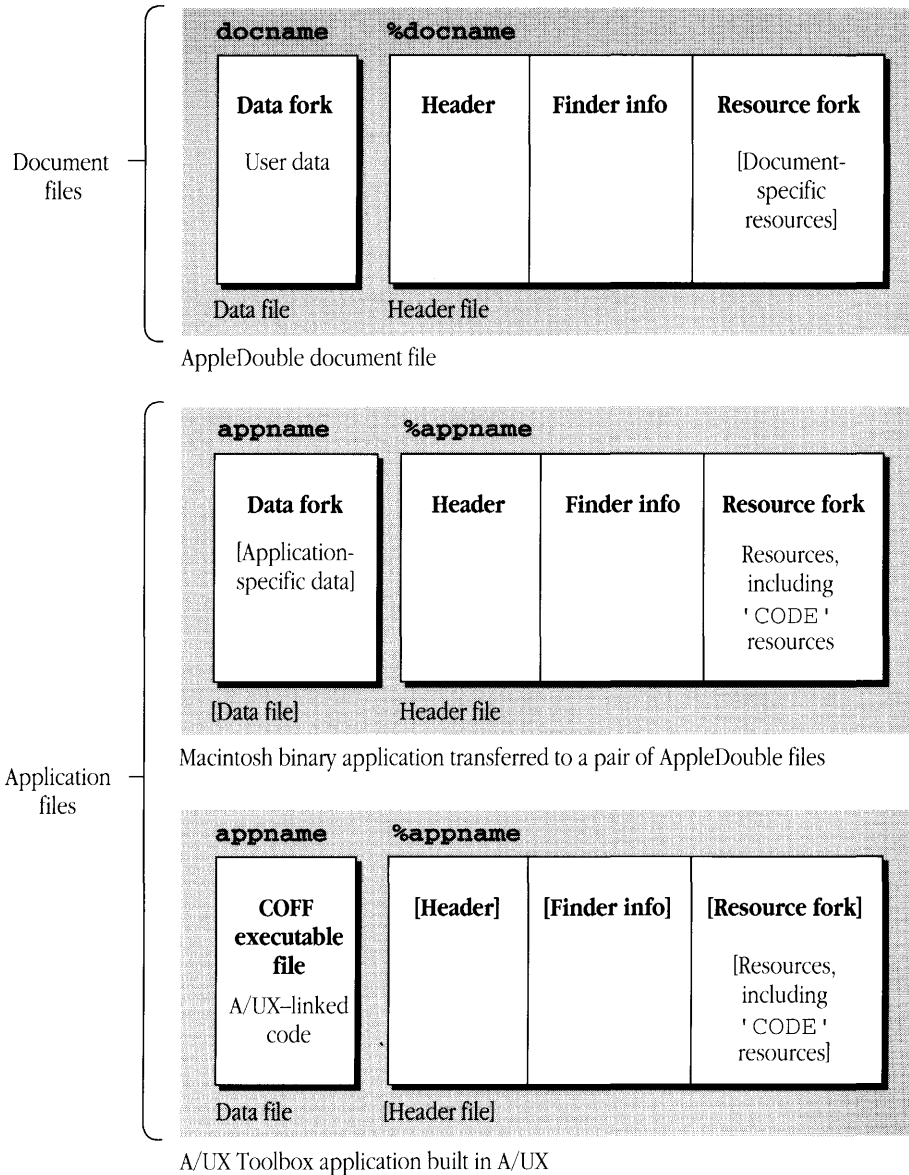 docname %docname
Data fork Header Finder info Resource fork
User data
[Document-
specific
resources]
Document
files
Data file Header file
AppleDouble document file
appname %appname
Data fork Header Finder info Resource fork
[Application-
specific data]
Resources,
including
'CODE'
resources
[Data file] Header file
Macintosh binary application transferred to a pair of AppleDouble files
Application
files
appname %appname
COFF
executable
file
[Header] [Finder info] [Resource fork]
A/UX–linked
code
[Resources,
including
'CODE'
resources]
Data file [Header file]
A/UX Toolbox application built in A/UX